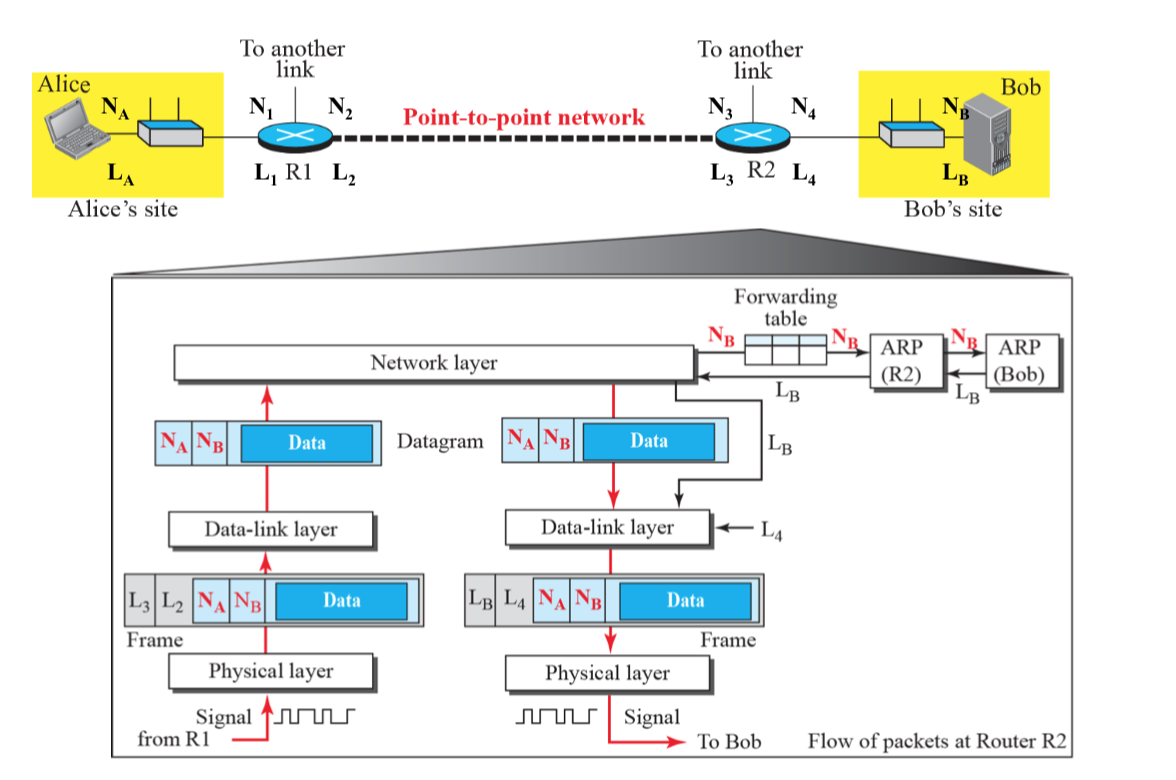 To another
link
To another
link
Alice
N_A
N_1
N_2
Point-to-point network
N_3
N_4
N_B
Bob
L_A
L_1 R1 L_2
L_3 R2 L_4
L_B
Alice's site
Bob's site
Forwarding
table
N_B
N_B
N_B
Network layer
ARP
(R2)
ARP
(Bob)
L_B
L_B
N_A N_B Data
Datagram
N_A N_B Data
L_B
Data-link layer
Data-link layer
L_4
L_3 L_2 N_A N_B Data
L_B L_4 N_A N_B Data
Frame
Frame
Physical layer
Physical layer
Signal
from R1
Signal
To Bob
Flow of packets at Router R2